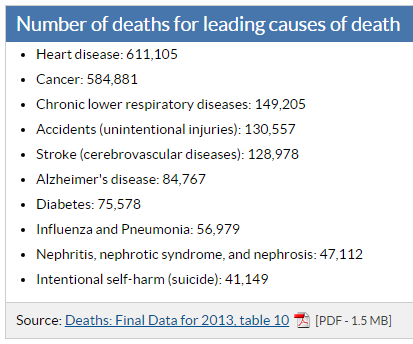 Number of deaths for leading causes of death
Heart disease: 611,105
Cancer: 584,881
Chronic lower respiratory diseases: 149,205
Accidents (unintentional injuries): 130,557
Stroke (cerebrovascular diseases): 128,978
Alzheimer's disease: 84,767
Diabetes: 75,578
Influenza and Pneumonia: 56,979
Nephritis, nephrotic syndrome, and nephrosis: 47,112
Intentional self-harm (suicide): 41,149
Source: Deaths: Final Data for 2013, table 10 [PDF - 1.5 MB]